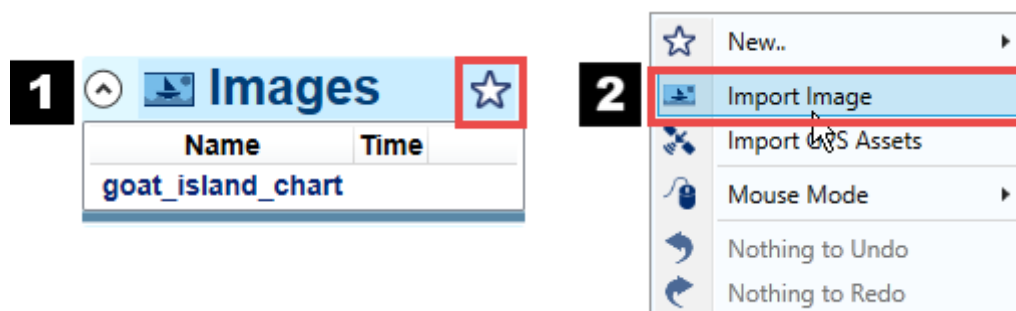 1
Images
Name Time
goat_island_chart
2
New..
Import Image
Import GPS Assets
Mouse Mode
Nothing to Undo
Nothing to Redo